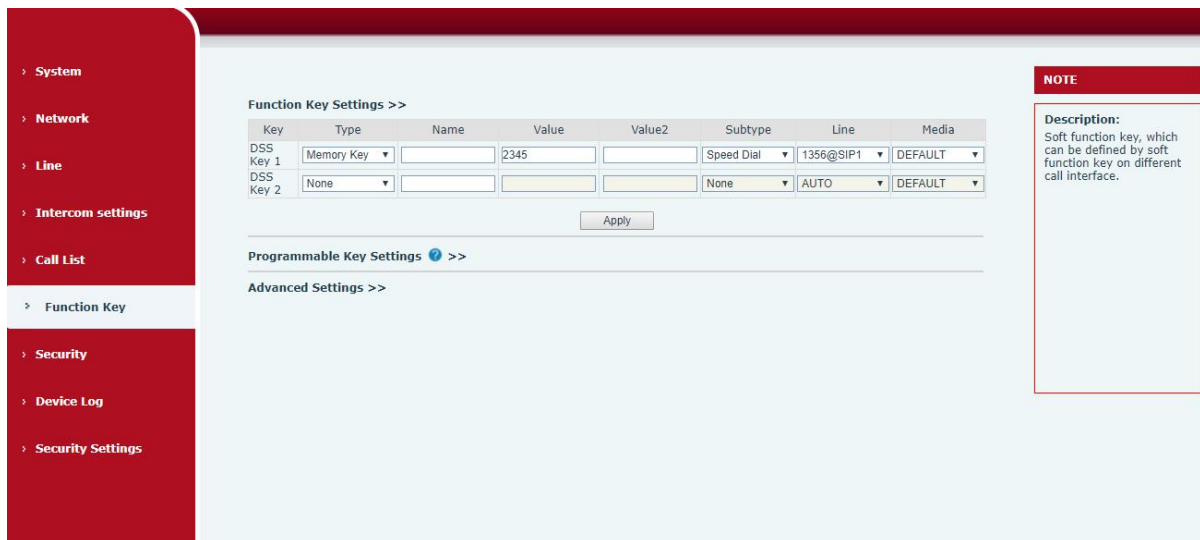 System
Network
Line
Intercom settings
Call List
Function Key
Security
Device Log
Security Settings
Function Key Settings >>
Key Type Name Value Value2 Subtype Line Media
DSS Key 1 Memory Key 2345 Speed Dial 1356@SIP1 DEFAULT
DSS Key 2 None None AUTO DEFAULT
Apply
Programmable Key Settings ? >>
Advanced Settings >>
NOTE
Description:
Soft function key, which
can be defined by soft
function key on different
call interface.